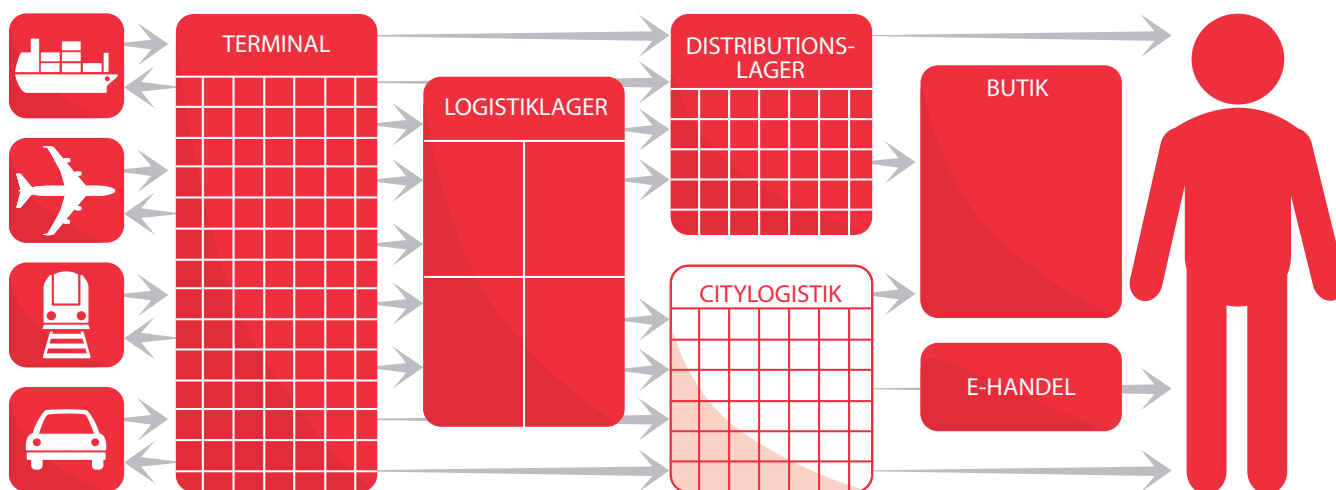 TERMINAL
LOGISTIKLAGER
DISTRIBUTIONS-
LAGER
CITYLOGISTIK
BUTIK
E-HANDEL